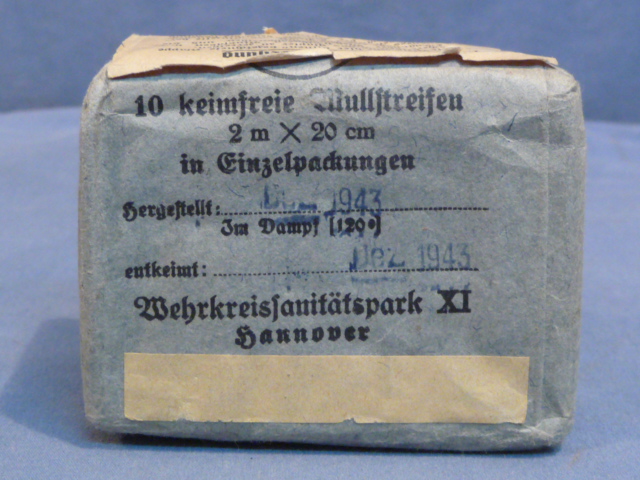 10 keimfreie Mullstreifen
2 m × 20 cm
in Einzelpackungen
Hergestellt: Dez 1943
Im Dampf (120°)
entkeimt: Dez 1943
Wehrkreissanitätspark XI
Hannover